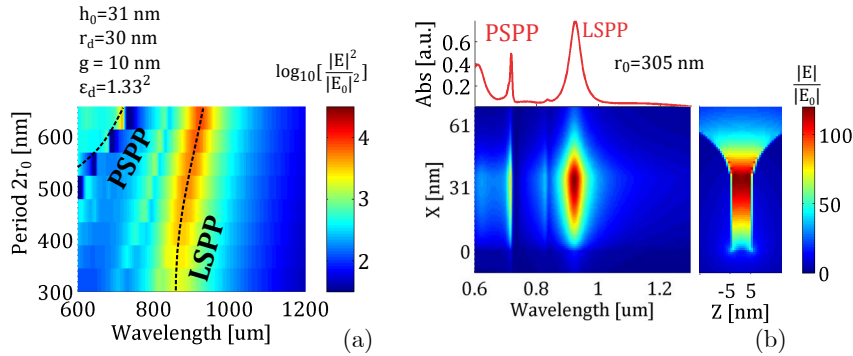 h₀=31 nm
r_d=30 nm
g = 10 nm
ε_d=1.33²
log10[|E|²/|E₀|²]
Period 2r₀ [nm]
600
500
400
300
PSPP
LSPP
4
3
2
600 800 1000 1200
Wavelength [um]
(a)
Abs [a.u.]
0.6
0.4
0.2
PSPP
LSPP
r₀=305nm
|E|
|E₀|
X [nm]
61
31
0
0.6 0.8 1 1.2
Wavelength [um]
-5 5
Z [nm]
100
50
0
(b)